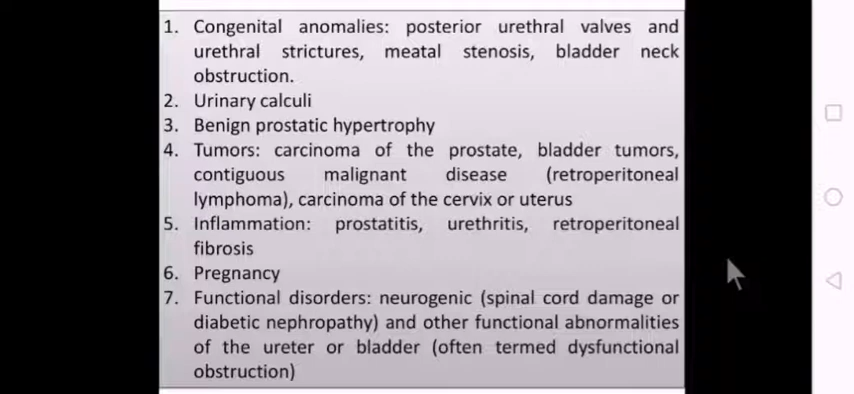 1. Congenital anomalies: posterior urethral valves and
urethral strictures, meatal stenosis, bladder neck
obstruction.
2. Urinary calculi
3. Benign prostatic hypertrophy
4. Tumors: carcinoma of the prostate, bladder tumors,
contiguous malignant disease (retroperitoneal
lymphoma), carcinoma of the cervix or uterus
5. Inflammation: prostatitis, urethritis, retroperitoneal
fibrosis
6. Pregnancy
7. Functional disorders: neurogenic (spinal cord damage or
diabetic nephropathy) and other functional abnormalities
of the ureter or bladder (often termed dysfunctional
obstruction)